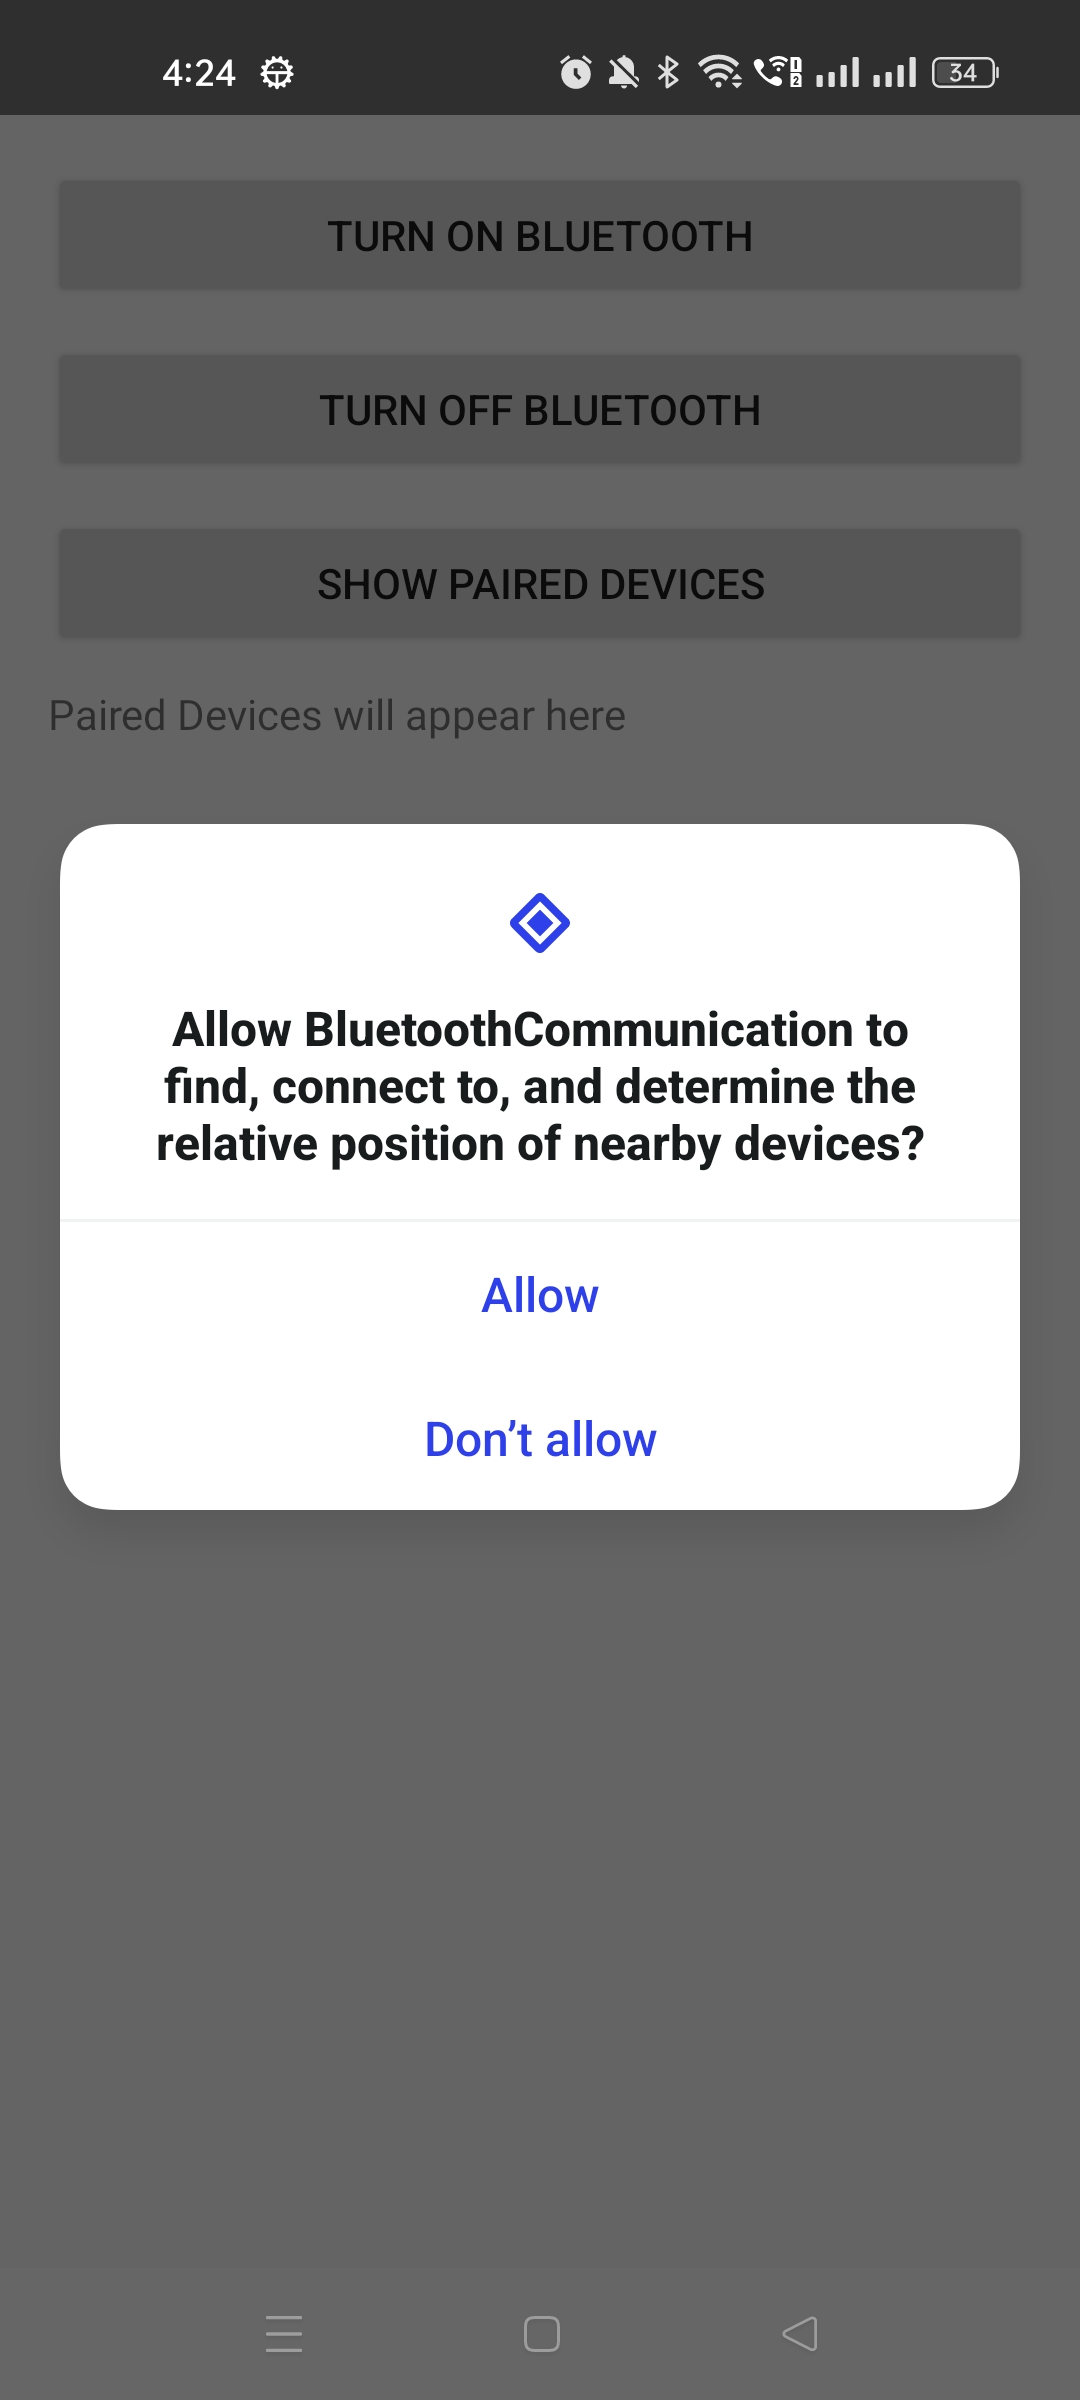 4:24
34
TURN ON BLUETOOTH
TURN OFF BLUETOOTH
SHOW PAIRED DEVICES
Paired Devices will appear here
Allow BluetoothCommunication to
find, connect to, and determine the
relative position of nearby devices?
Allow
Don’t allow